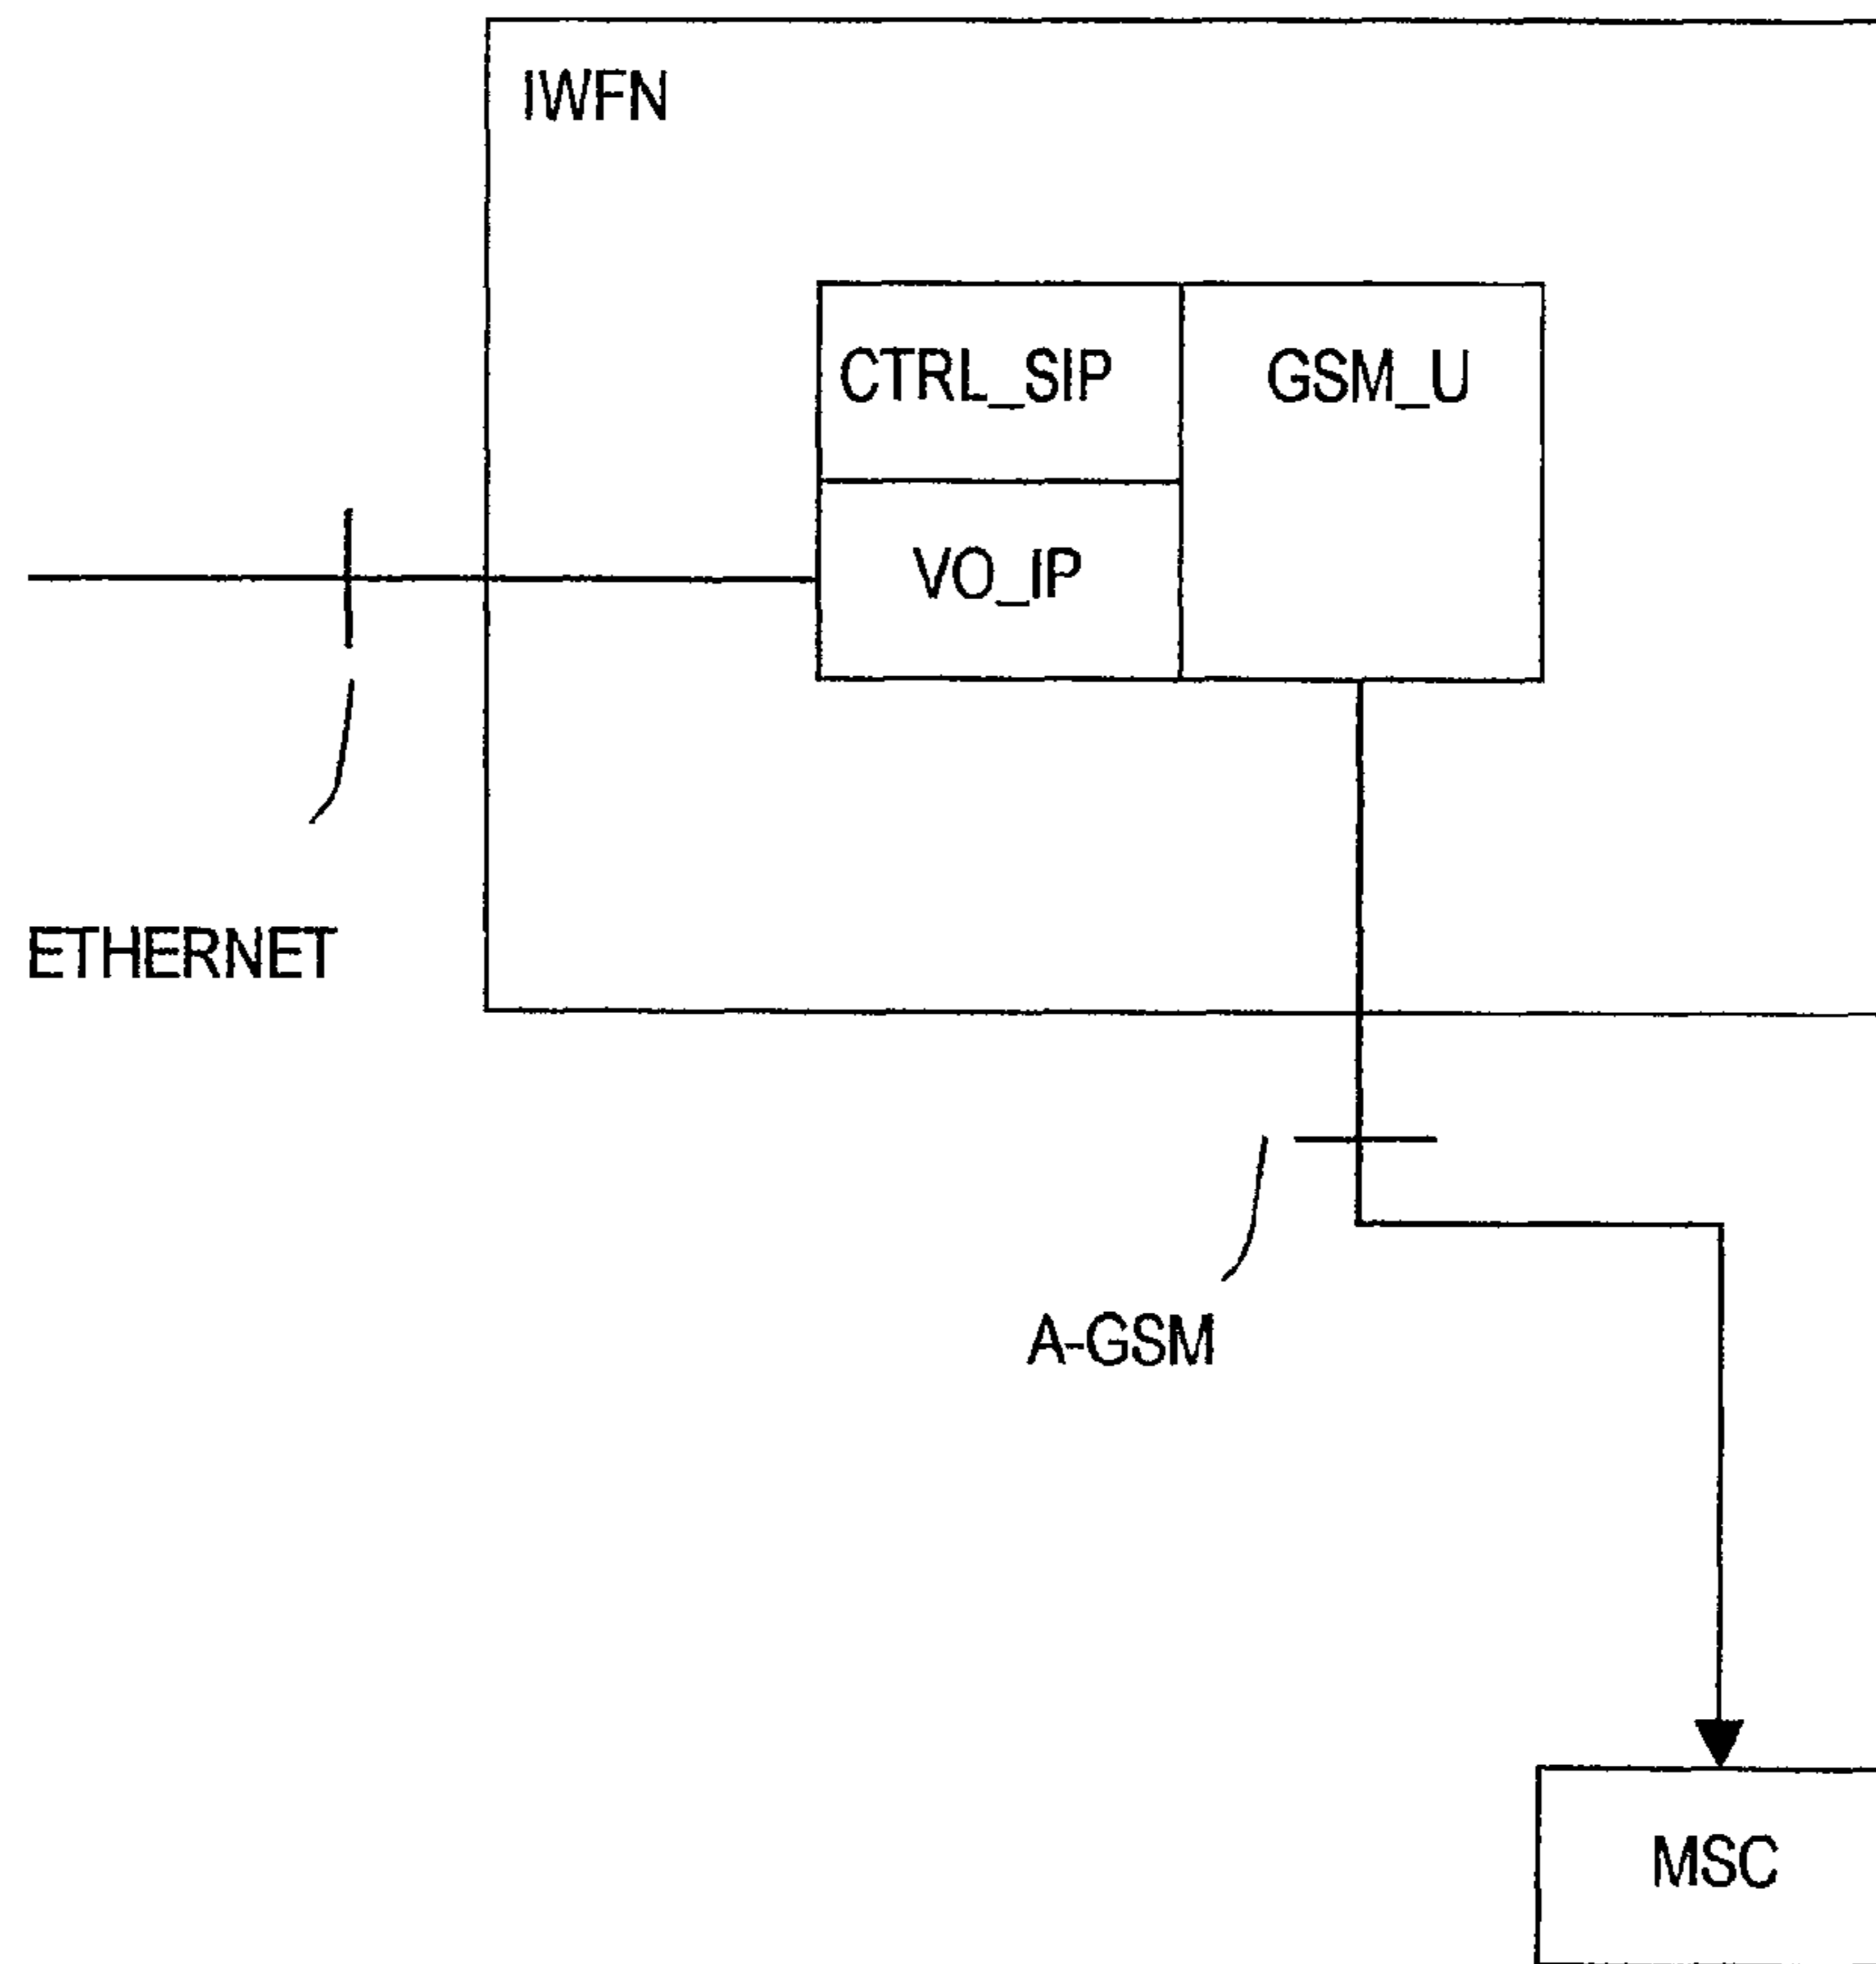 IWFN
CTRL_SIP
GSM_U
VO_IP
ETHERNET
A-GSM
MSC